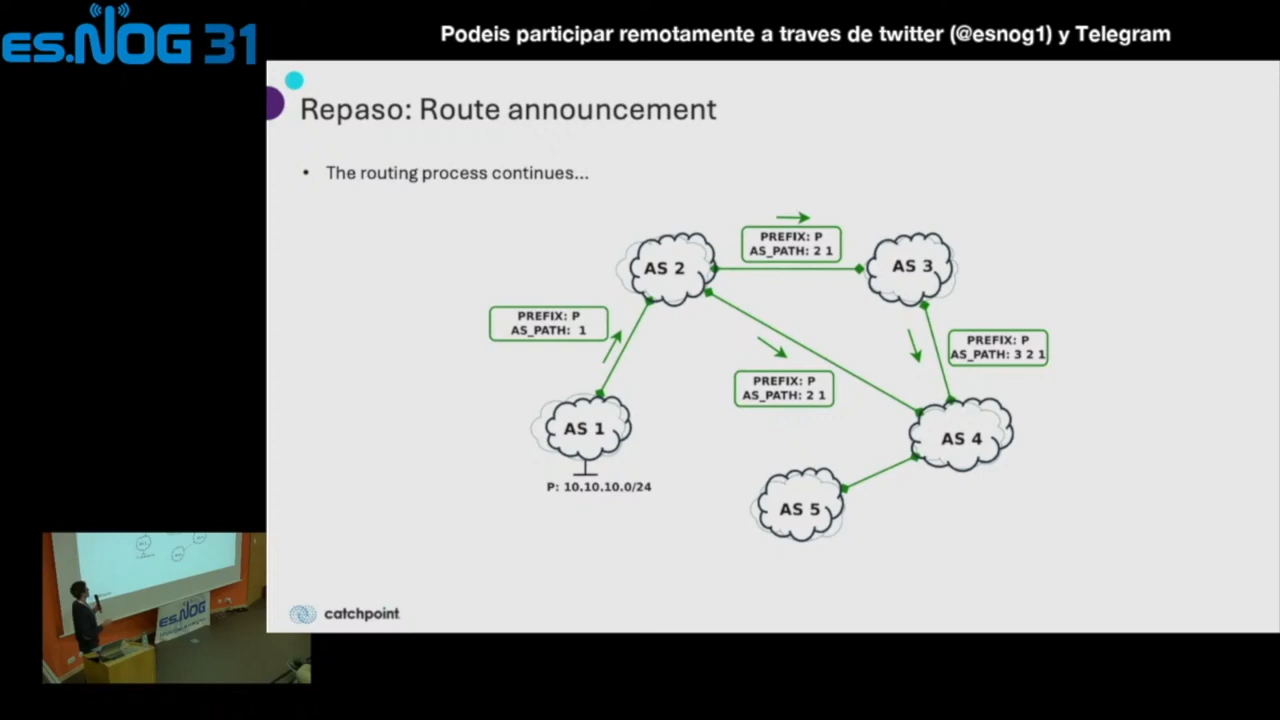 es.NOG 31
Podeis participar remotamente a traves de twitter (@esnog1) y Telegram
Repaso: Route announcement
• The routing process continues...
PREFIX: P
AS_PATH: 2 1
AS 2
AS 3
PREFIX: P
AS_PATH: 1
PREFIX: P
AS_PATH: 3 2 1
PREFIX: P
AS_PATH: 2 1
AS 1
AS 4
P: 10.10.10.0/24
AS 5
catchpoint
es.NOG